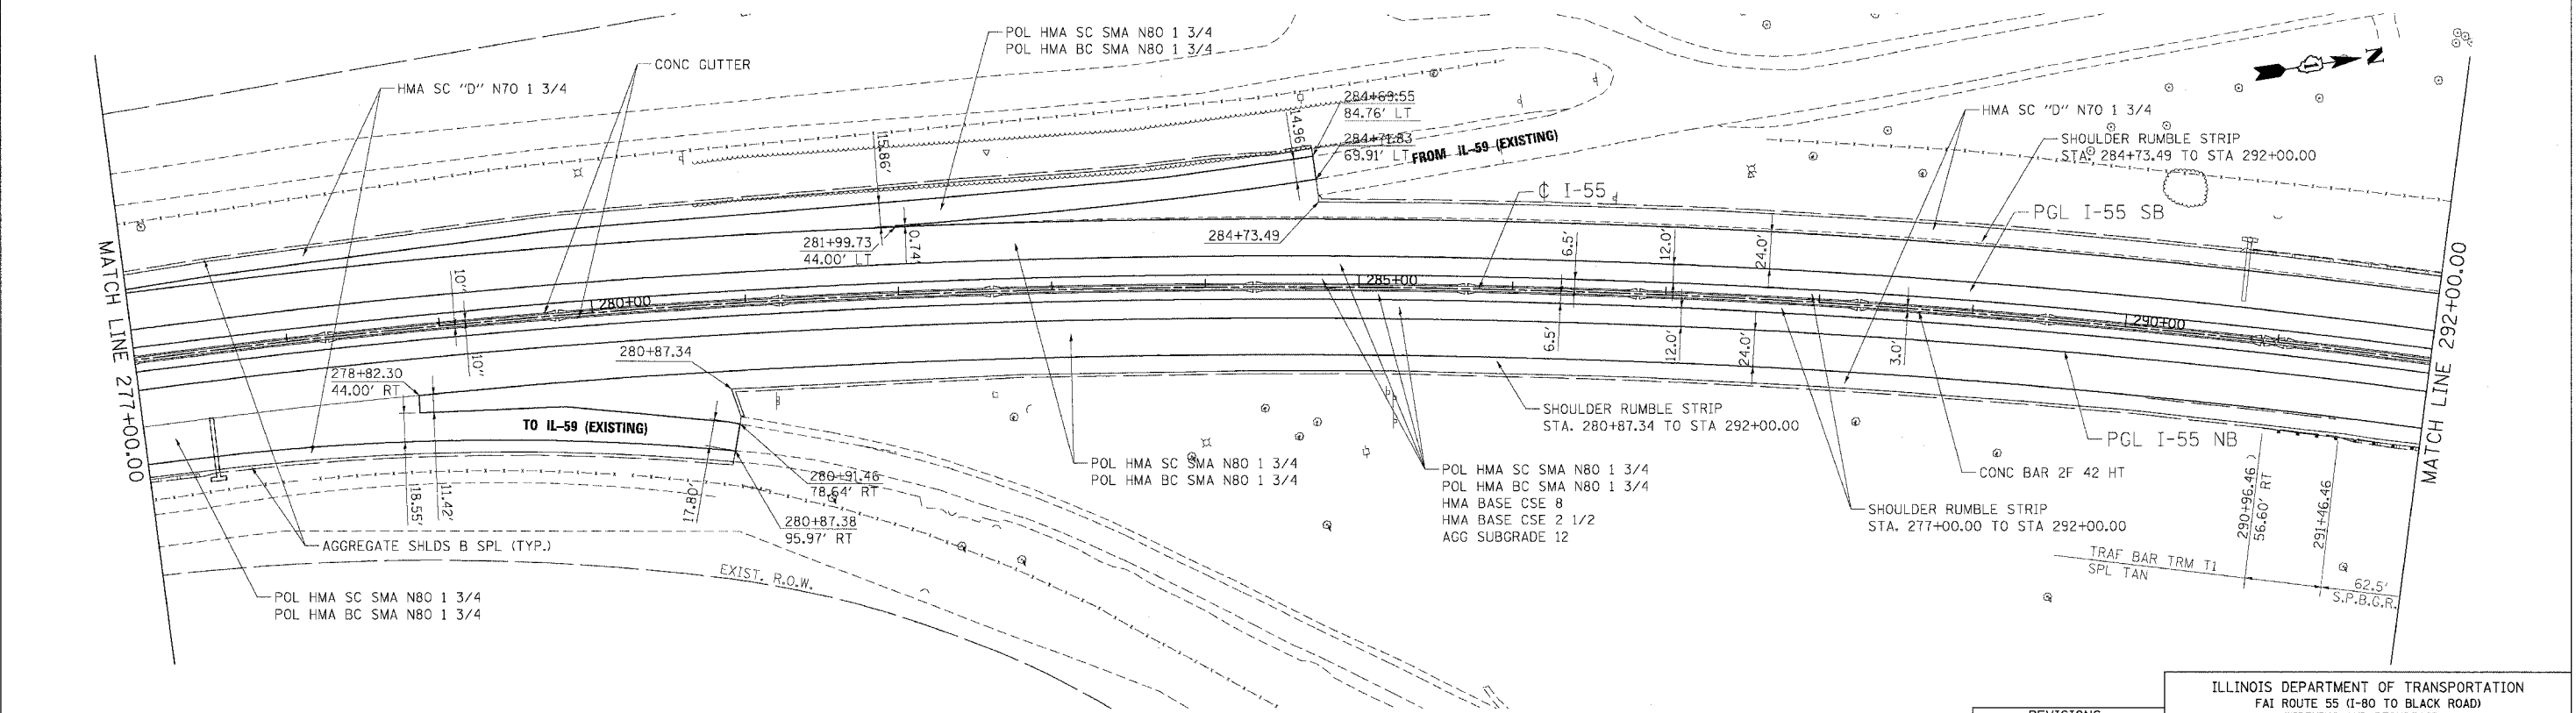 POL HMA SC SMA N80 1 3/4
POL HMA BC SMA N80 1 3/4
CONC GUTTER
HMA SC "D" N70 1 3/4
284+69.55
84.76' LT
284+71.83
69.91' LT
FROM IL-59 (EXISTING)
14.96'
15.86'
HMA SC "D" N70 1 3/4
SHOULDER RUMBLE STRIP
STA. 284+73.49 TO STA 292+00.00
N
℄ I-55
PGL I-55 SB
281+99.73
44.00' LT
0.74'
284+73.49
6.5'
12.0'
24.0'
MATCH LINE 277+00.00
MATCH LINE 292+00.00
10"
10"
280+00
285+00
290+00
6.5'
12.0'
24.0'
3.0'
280+87.34
278+82.30
44.00' RT
TO IL-59 (EXISTING)
18.55'
11.42'
17.80'
280+91.46
78.64' RT
280+87.38
95.97' RT
SHOULDER RUMBLE STRIP
STA. 280+87.34 TO STA 292+00.00
PGL I-55 NB
POL HMA SC SMA N80 1 3/4
POL HMA BC SMA N80 1 3/4
POL HMA SC SMA N80 1 3/4
POL HMA BC SMA N80 1 3/4
HMA BASE CSE 8
HMA BASE CSE 2 1/2
AGG SUBGRADE 12
CONC BAR 2F 42 HT
SHOULDER RUMBLE STRIP
STA. 277+00.00 TO STA 292+00.00
290+96.46 )
56.60' RT
291+46.46
TRAF BAR TRM T1
SPL TAN
62.5'
S.P.B.G.R.
AGGREGATE SHLDS B SPL (TYP.)
EXIST. R.O.W.
POL HMA SC SMA N80 1 3/4
POL HMA BC SMA N80 1 3/4
ILLINOIS DEPARTMENT OF TRANSPORTATION
FAI ROUTE 55 (I-80 TO BLACK ROAD)
REVISIONS